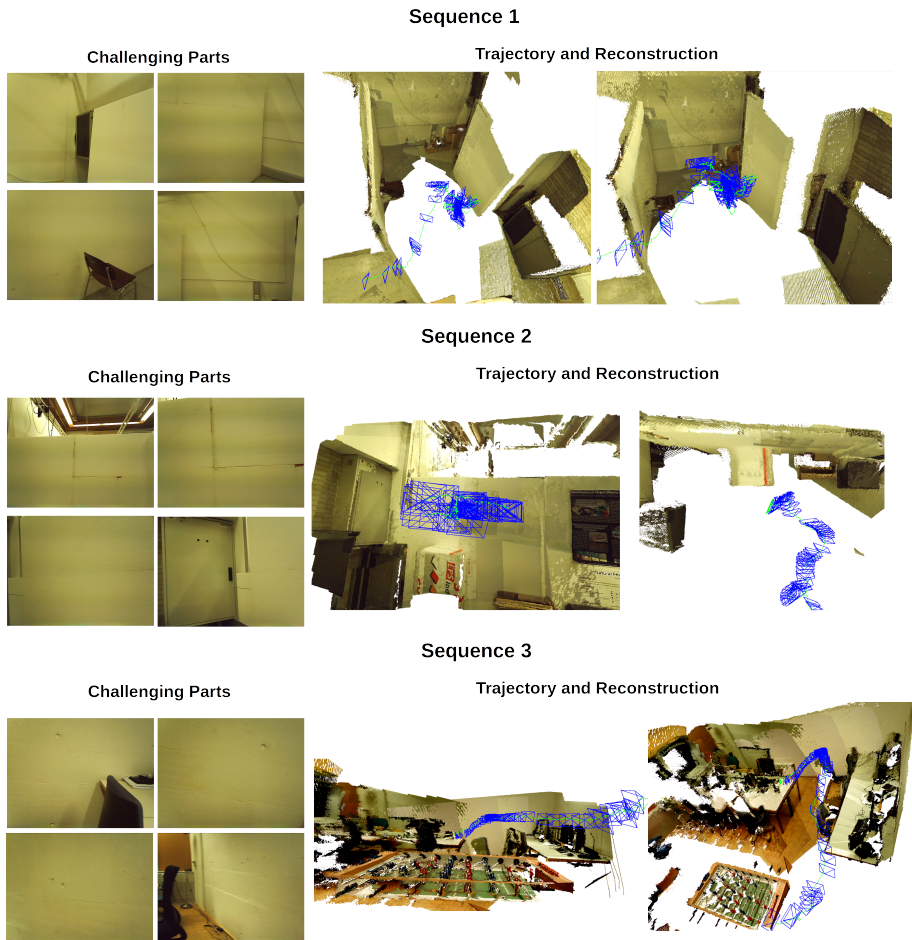 Sequence 1
Challenging Parts
Trajectory and Reconstruction
Sequence 2
Challenging Parts
Trajectory and Reconstruction
Sequence 3
Challenging Parts
Trajectory and Reconstruction